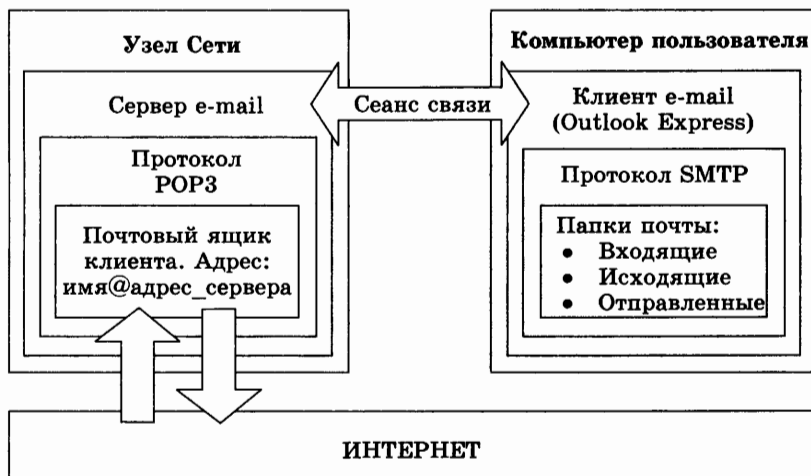 Узел Сети
Сервер e-mail
Протокол
POP3
Почтовый ящик
клиента. Адрес:
имя@адрес_сервера
Сеанс связи
Компьютер пользователя
Клиент e-mail
(Outlook Express)
Протокол SMTP
Папки почты:
● Входящие
● Исходящие
● Отправленные
ИНТЕРНЕТ